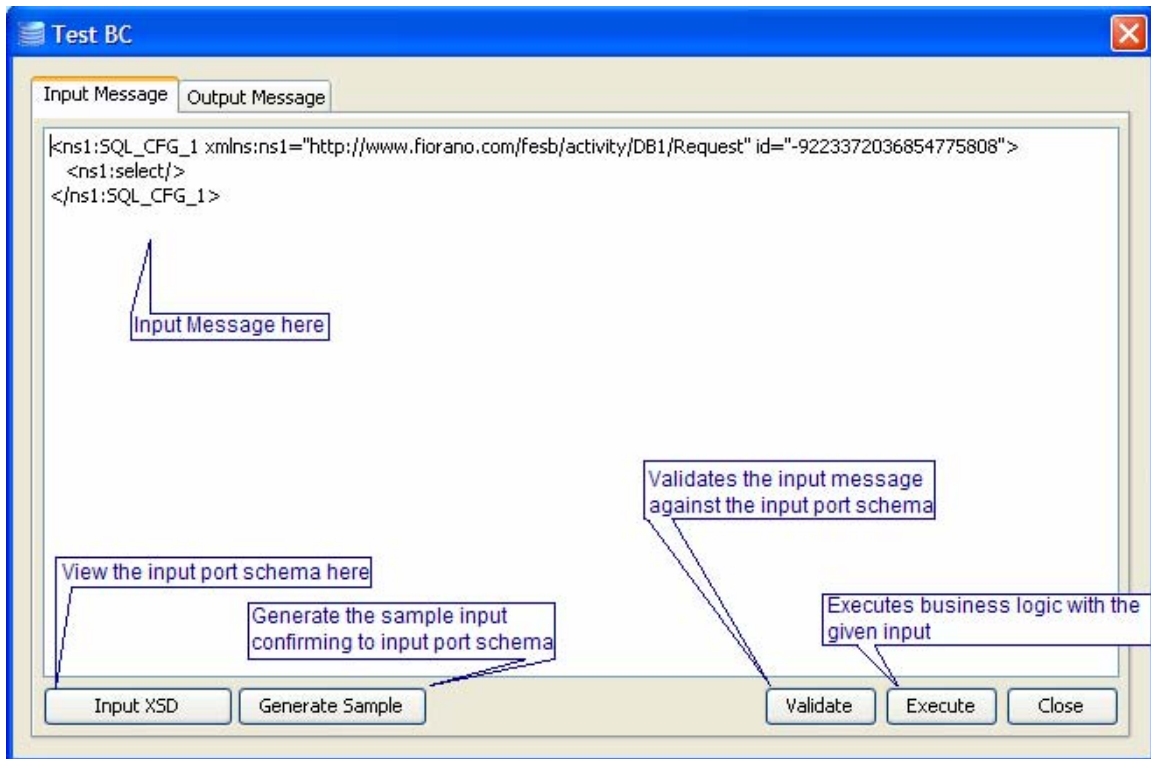 Test BC
Input Message Output Message
<ns1:SQL_CFG_1 xmlns:ns1="http://www.fiorano.com/fesb/activity/DB1/Request" id="-9223372036854775808">
<ns1:select/>
</ns1:SQL_CFG_1>
Input Message here
Validates the input message
against the input port schema
View the input port schema here
Generate the sample input
confirming to input port schema
Executes business logic with the
given input
Input XSD Generate Sample Validate Execute Close